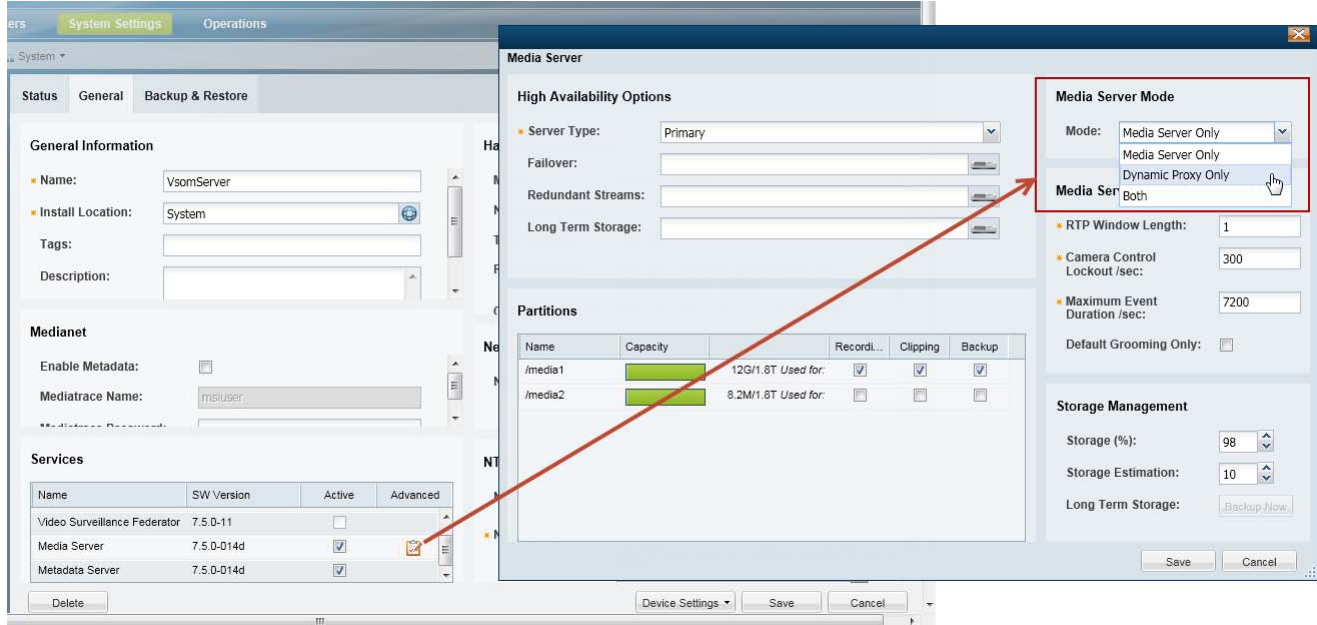 ers System Settings Operations
System
Status General Backup & Restore
General Information
* Name: VsomServer
* Install Location: System
Tags:
Description:
Medianet
Enable Metadata:
Mediatrace Name: msiuser
Mediatrace Password:
Services
Name SW Version Active Advanced
Video Surveillance Federator 7.5.0-11
Media Server 7.5.0-014d
Metadata Server 7.5.0-014d
Delete Device Settings Save Cancel
Ha
Ne
NT
Media Server
High Availability Options
* Server Type: Primary
Failover:
Redundant Streams:
Long Term Storage:
Partitions
Name Capacity Recordi... Clipping Backup
/media1 12G/1.8T Used for:
/media2 8.2M/1.8T Used for:
Media Server Mode
Mode: Media Server Only
Media Server Only
Dynamic Proxy Only
Both
Media Ser
* RTP Window Length: 1
* Camera Control
Lockout /sec: 300
* Maximum Event
Duration /sec: 7200
Default Grooming Only:
Storage Management
Storage (%): 98
Storage Estimation: 10
Long Term Storage: Backup Now
Save Cancel